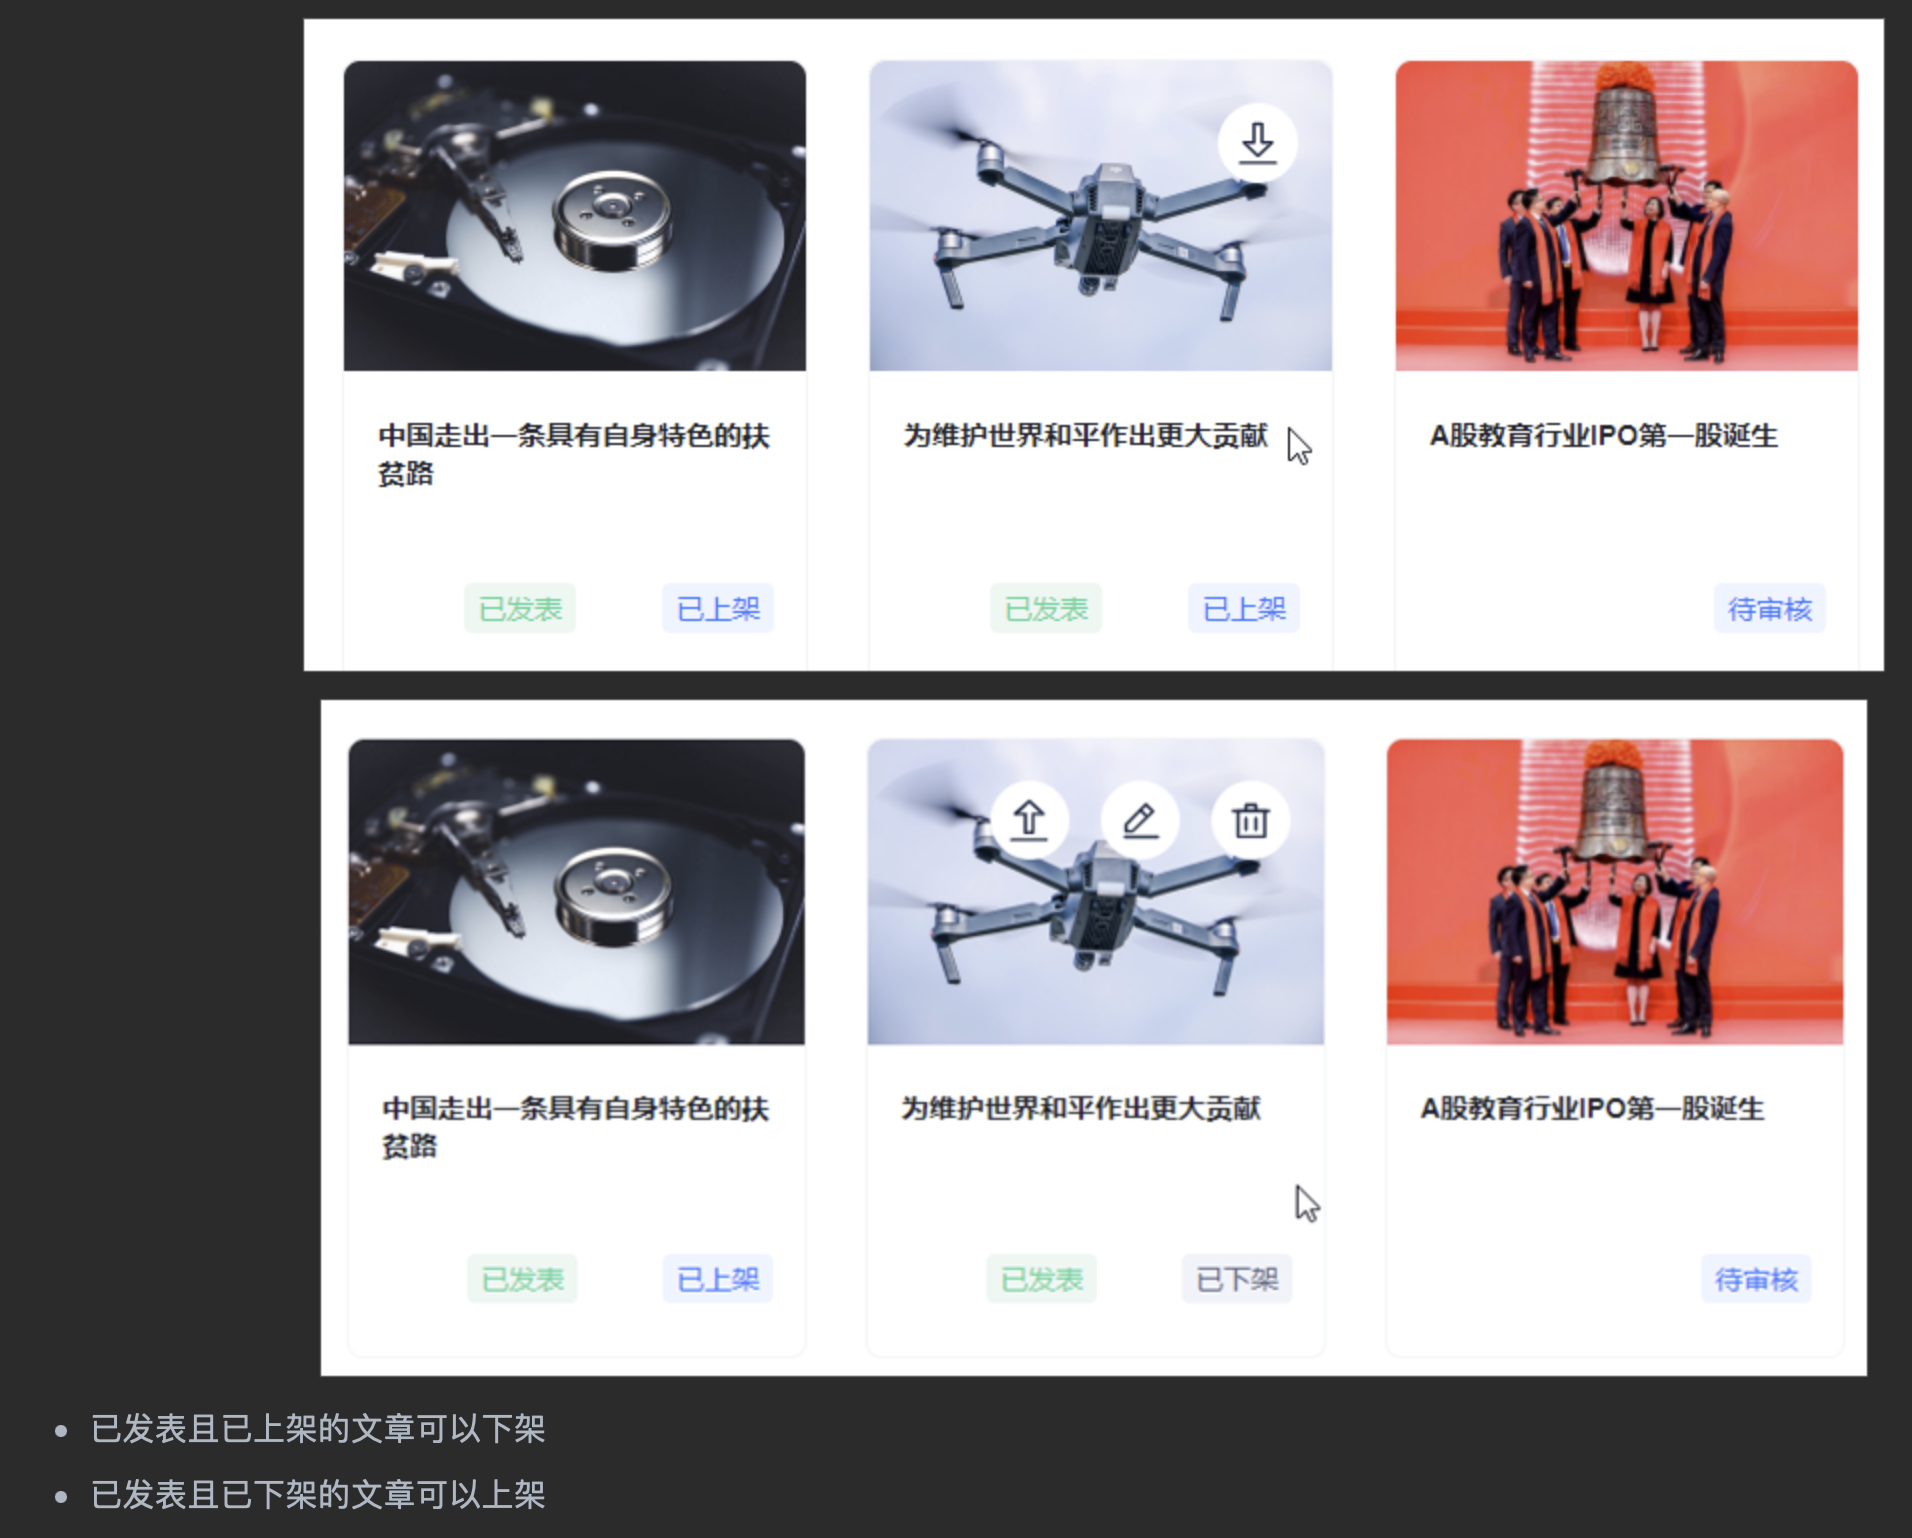 中国走出一条具有自身特色的扶
贫路
已发表 已上架
为维护世界和平作出更大贡献
已发表 已上架
A股教育行业IPO第一股诞生
待审核
中国走出一条具有自身特色的扶
贫路
已发表 已上架
为维护世界和平作出更大贡献
已发表 已下架
A股教育行业IPO第一股诞生
待审核
已发表且已上架的文章可以下架
已发表且已下架的文章可以上架